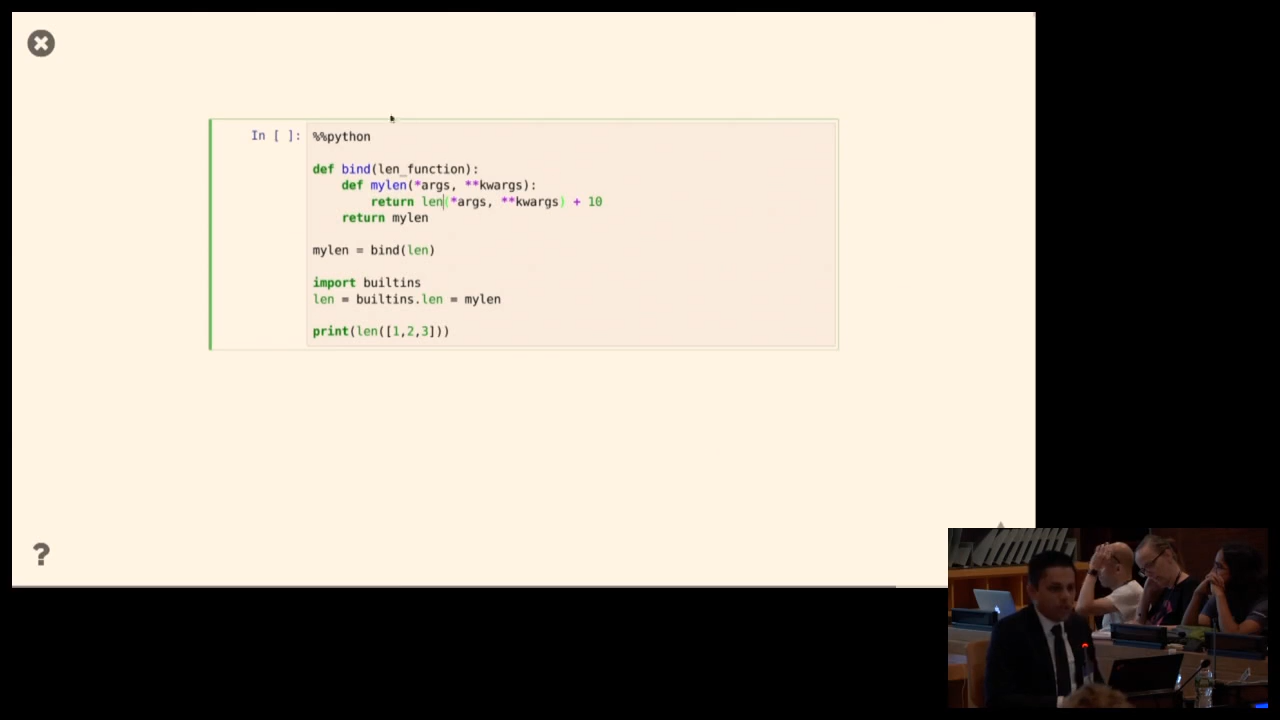 In [ ]:
%%python
def bind(len_function):
    def mylen(*args, **kwargs):
        return len(*args, **kwargs) + 10
    return mylen
mylen = bind(len)
import builtins
len = builtins.len = mylen
print(len([1,2,3]))
?